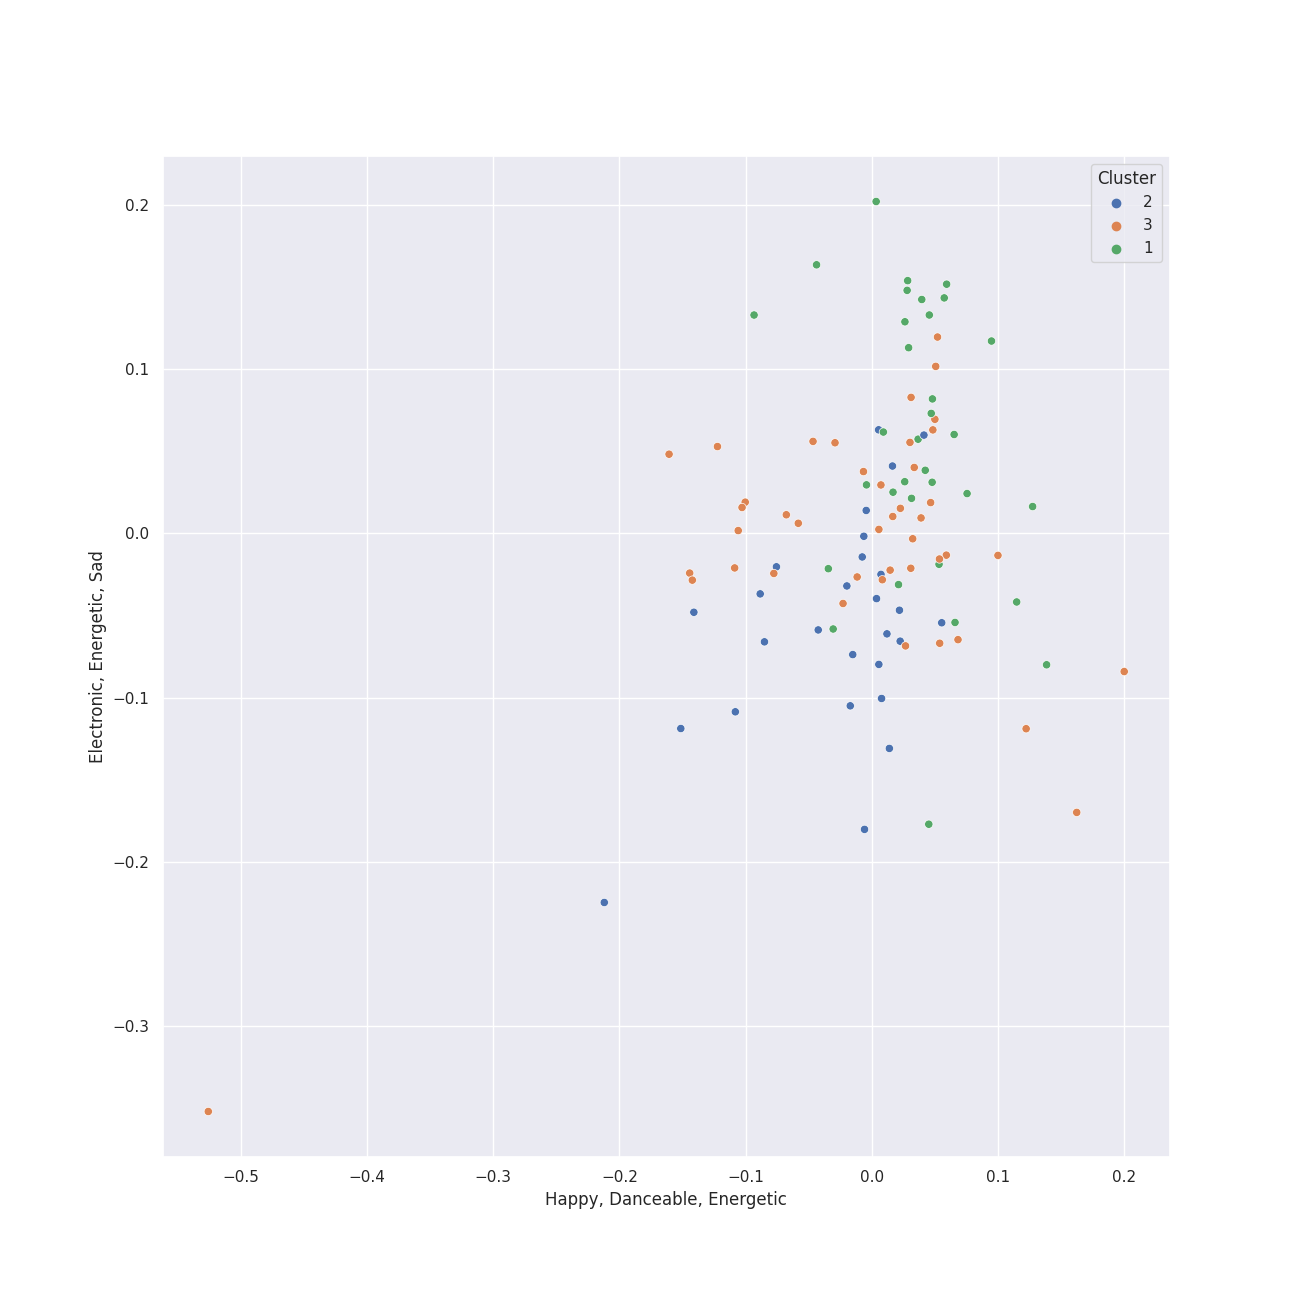 Cluster
2
3
1
0.2
0.1
0.0
−0.1
−0.2
−0.3
Electronic, Energetic, Sad
−0.5 −0.4 −0.3 −0.2 −0.1 0.0 0.1 0.2
Happy, Danceable, Energetic